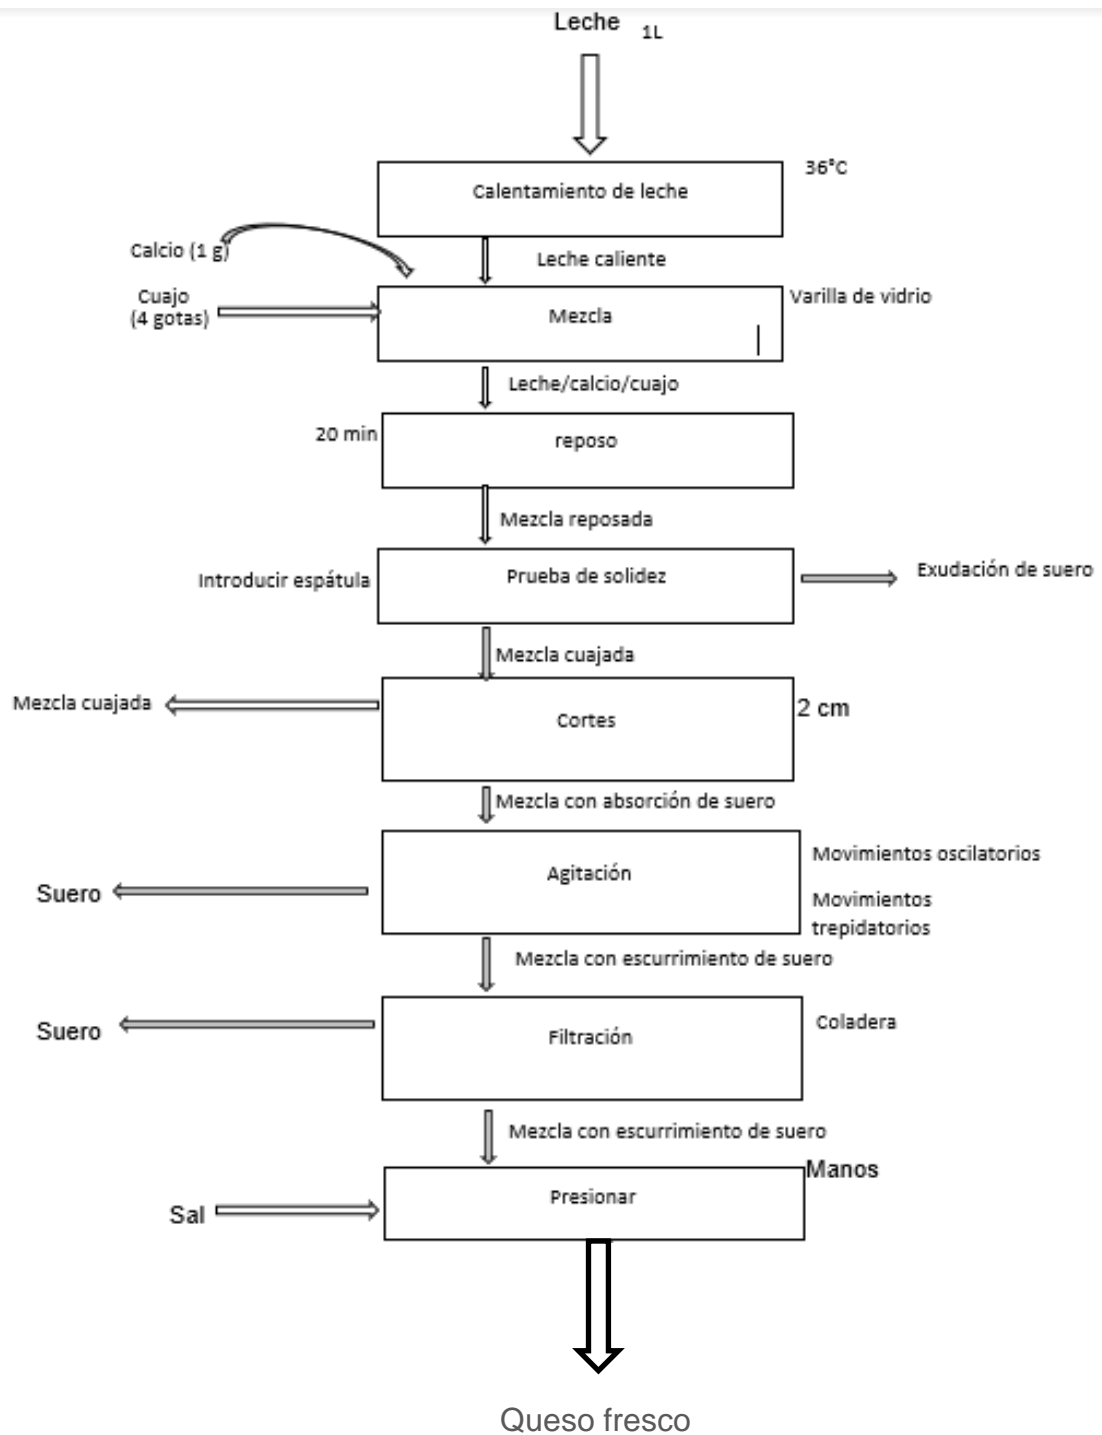 Leche 1L
36°C
Calentamiento de leche
Calcio (1 g)
Leche caliente
Cuajo
(4 gotas)
Mezcla
Varilla de vidrio
Leche/calcio/cuajo
20 min
reposo
Mezcla reposada
Introducir espátula
Prueba de solidez
Exudación de suero
Mezcla cuajada
Mezcla cuajada
Cortes
2 cm
Mezcla con absorción de suero
Agitación
Movimientos oscilatorios
Movimientos
trepidatorios
Suero
Mezcla con escurrimiento de suero
Suero
Filtración
Coladera
Mezcla con escurrimiento de suero
Manos
Sal
Presionar
Queso fresco